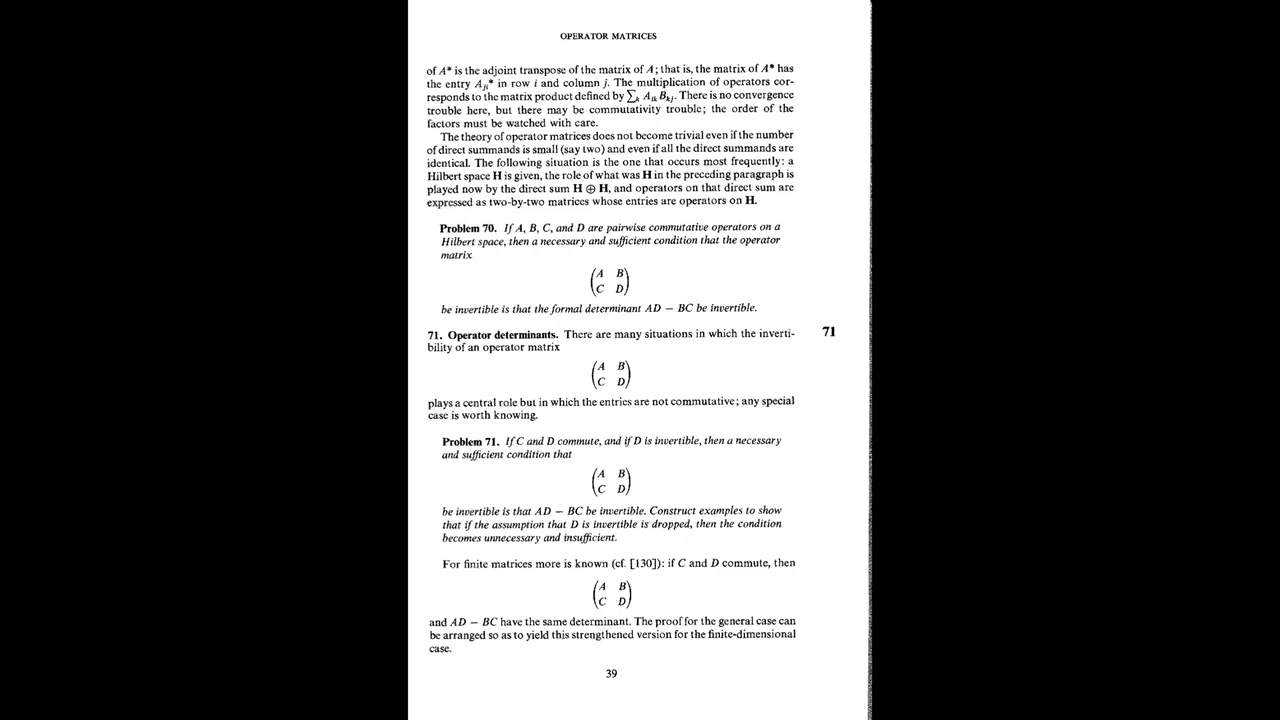 OPERATOR MATRICES
of A* is the adjoint transpose of the matrix of A; that is, the matrix of A* has
the entry Aⱼᵢ* in row i and column j. The multiplication of operators cor-
responds to the matrix product defined by ∑ₖ AᵢₖBₖⱼ. There is no convergence
trouble here, but there may be commutativity trouble; the order of the
factors must be watched with care.
The theory of operator matrices does not become trivial even if the number
of direct summands is small (say two) and even if all the direct summands are
identical. The following situation is the one that occurs most frequently: a
Hilbert space H is given, the role of what was H in the preceding paragraph is
played now by the direct sum H ⊕ H, and operators on that direct sum are
expressed as two-by-two matrices whose entries are operators on H.
Problem 70. If A, B, C, and D are pairwise commutative operators on a
Hilbert space, then a necessary and sufficient condition that the operator
matrix
(A B
C D)
be invertible is that the formal determinant AD − BC be invertible.
71. Operator determinants. There are many situations in which the inverti-
71
bility of an operator matrix
(A B
C D)
plays a central role but in which the entries are not commutative; any special
case is worth knowing.
Problem 71. If C and D commute, and if D is invertible, then a necessary
and sufficient condition that
(A B
C D)
be invertible is that AD − BC be invertible. Construct examples to show
that if the assumption that D is invertible is dropped, then the condition
becomes unnecessary and insufficient.
For finite matrices more is known (cf. [130]): if C and D commute, then
(A B
C D)
and AD − BC have the same determinant. The proof for the general case can
be arranged so as to yield this strengthened version for the finite-dimensional
case.
39